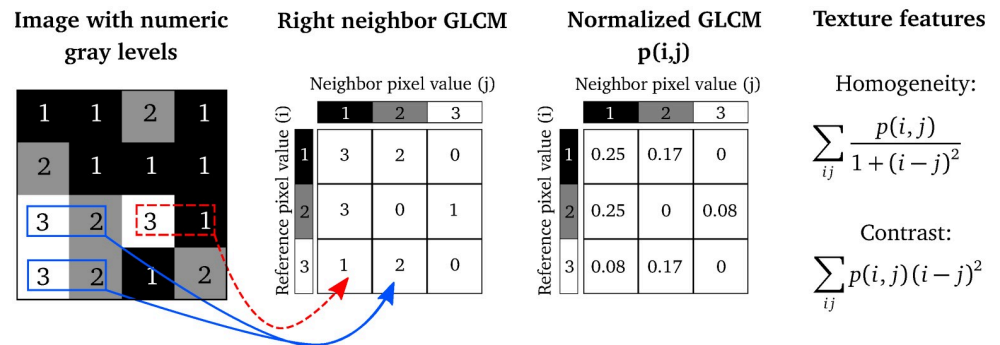 Image with numeric
gray levels
1 1 2 1
2 1 1 1
3 2 3 1
3 2 1 2
Right neighbor GLCM
Neighbor pixel value (j)
Reference pixel value (i)
1 2 3
1 3 2 0
2 3 0 1
3 1 2 0
Normalized GLCM
p(i,j)
Neighbor pixel value (j)
Reference pixel value (i)
1 2 3
1 0.25 0.17 0
2 0.25 0 0.08
3 0.08 0.17 0
Texture features
Homogeneity:
∑ij p(i, j) / 1 + (i − j)²
Contrast:
∑ij p(i, j)(i − j)²